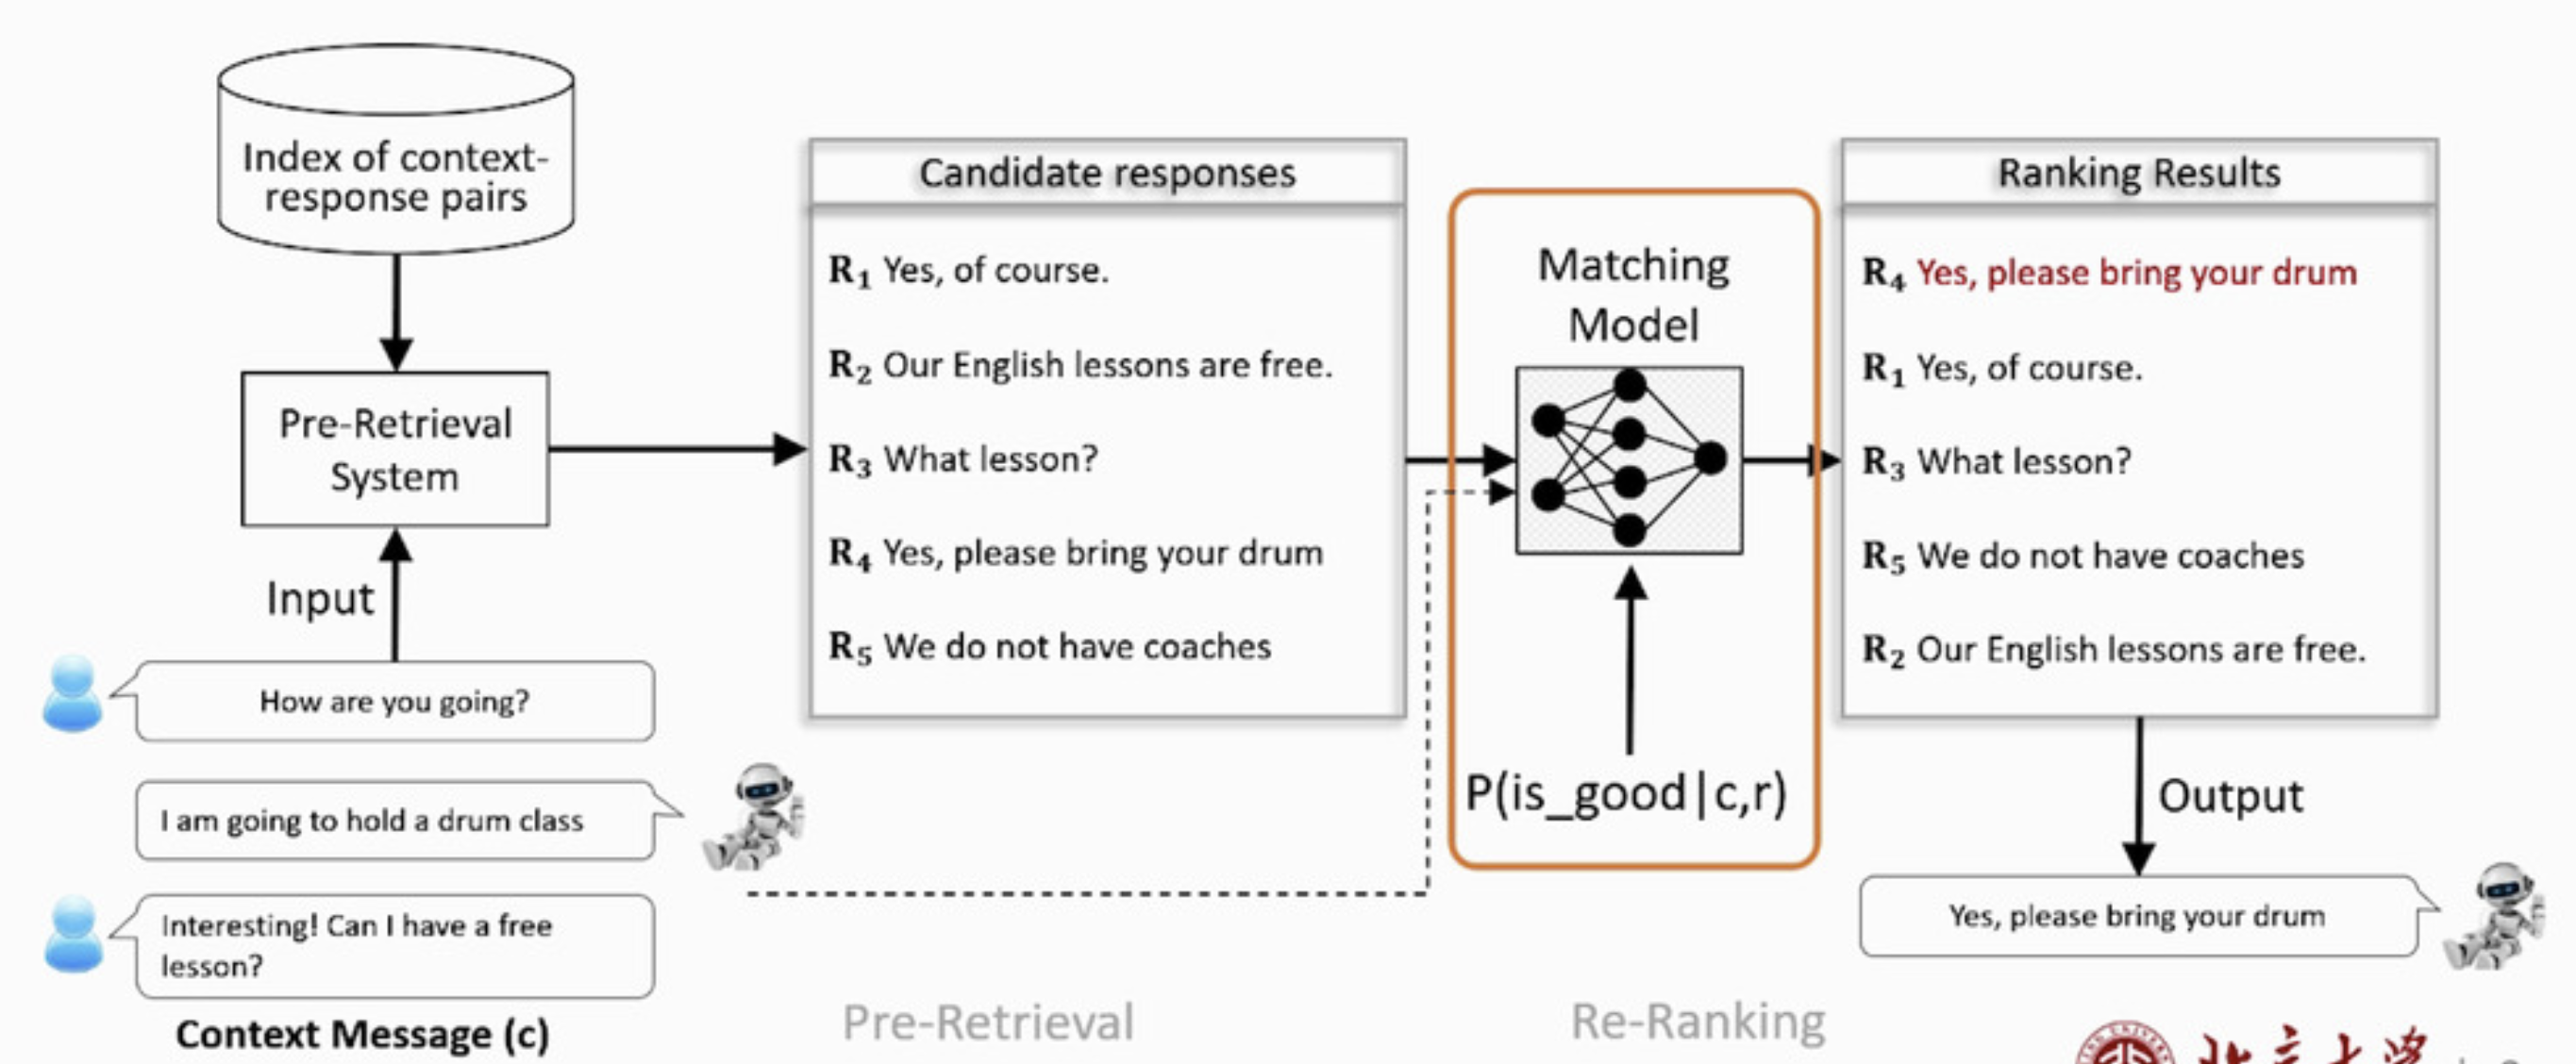 Index of context-
response pairs
Pre-Retrieval
System
Input
How are you going?
I am going to hold a drum class
Interesting! Can I have a free
lesson?
Context Message (c)
Candidate responses
R₁ Yes, of course.
R₂ Our English lessons are free.
R₃ What lesson?
R₄ Yes, please bring your drum
R₅ We do not have coaches
Pre-Retrieval
Matching
Model
P(is_good|c,r)
Re-Ranking
Ranking Results
R₄ Yes, please bring your drum
R₁ Yes, of course.
R₃ What lesson?
R₅ We do not have coaches
R₂ Our English lessons are free.
Output
Yes, please bring your drum